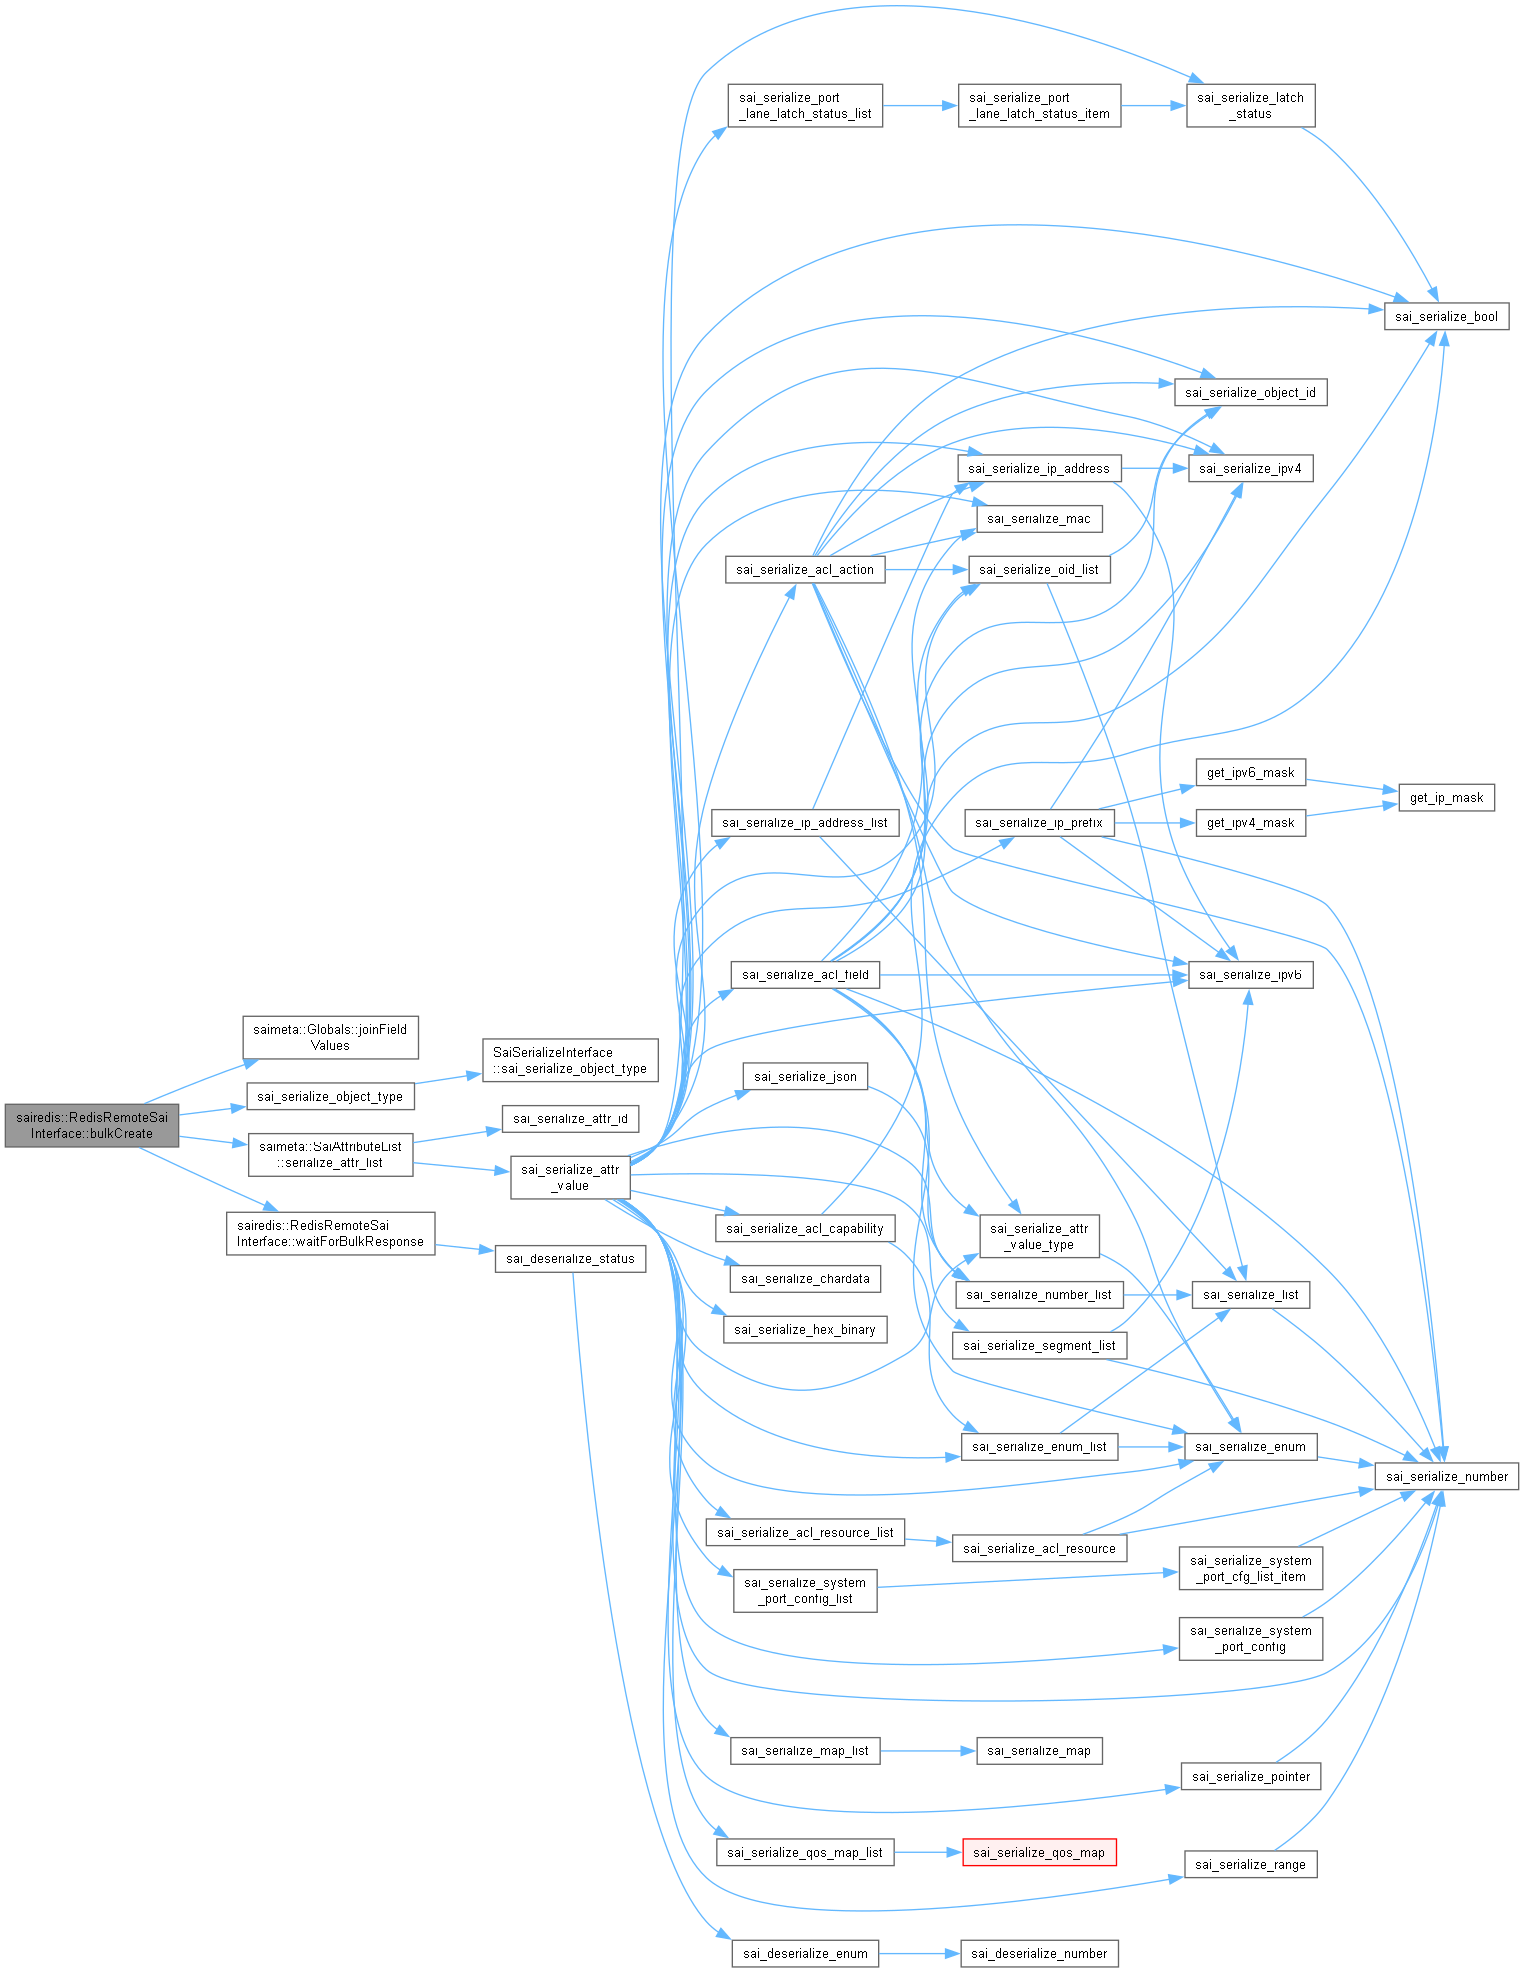 sairedis::RedisRemoteSai
Interface::bulkCreate
saimeta::Globals::joinField
Values
sai_serialize_object_type
SaiSerializeInterface
::sai_serialize_object_type
saimeta::SaiAttributeList
::serialize_attr_list
sai_serialize_attr_id
sai_serialize_attr
_value
sairedis::RedisRemoteSai
Interface::waitForBulkResponse
sai_deserialize_status
sai_serialize_port
_lane_latch_status_list
sai_serialize_port
_lane_latch_status_item
sai_serialize_latch
_status
sai_serialize_bool
sai_serialize_object_id
sai_serialize_ip_address
sai_serialize_ipv4
sai_serialize_mac
sai_serialize_acl_action
sai_serialize_oid_list
get_ipv6_mask
get_ip_mask
sai_serialize_ip_address_list
sai_serialize_ip_prefix
get_ipv4_mask
sai_serialize_acl_field
sai_serialize_ipv6
sai_serialize_json
sai_serialize_acl_capability
sai_serialize_attr
_value_type
sai_serialize_chardata
sai_serialize_number_list
sai_serialize_list
sai_serialize_hex_binary
sai_serialize_segment_list
sai_serialize_enum_list
sai_serialize_enum
sai_serialize_number
sai_serialize_acl_resource_list
sai_serialize_acl_resource
sai_serialize_system
_port_cfg_list_item
sai_serialize_system
_port_config_list
sai_serialize_system
_port_config
sai_serialize_map_list
sai_serialize_map
sai_serialize_pointer
sai_serialize_qos_map_list
sai_serialize_qos_map
sai_serialize_range
sai_deserialize_enum
sai_deserialize_number